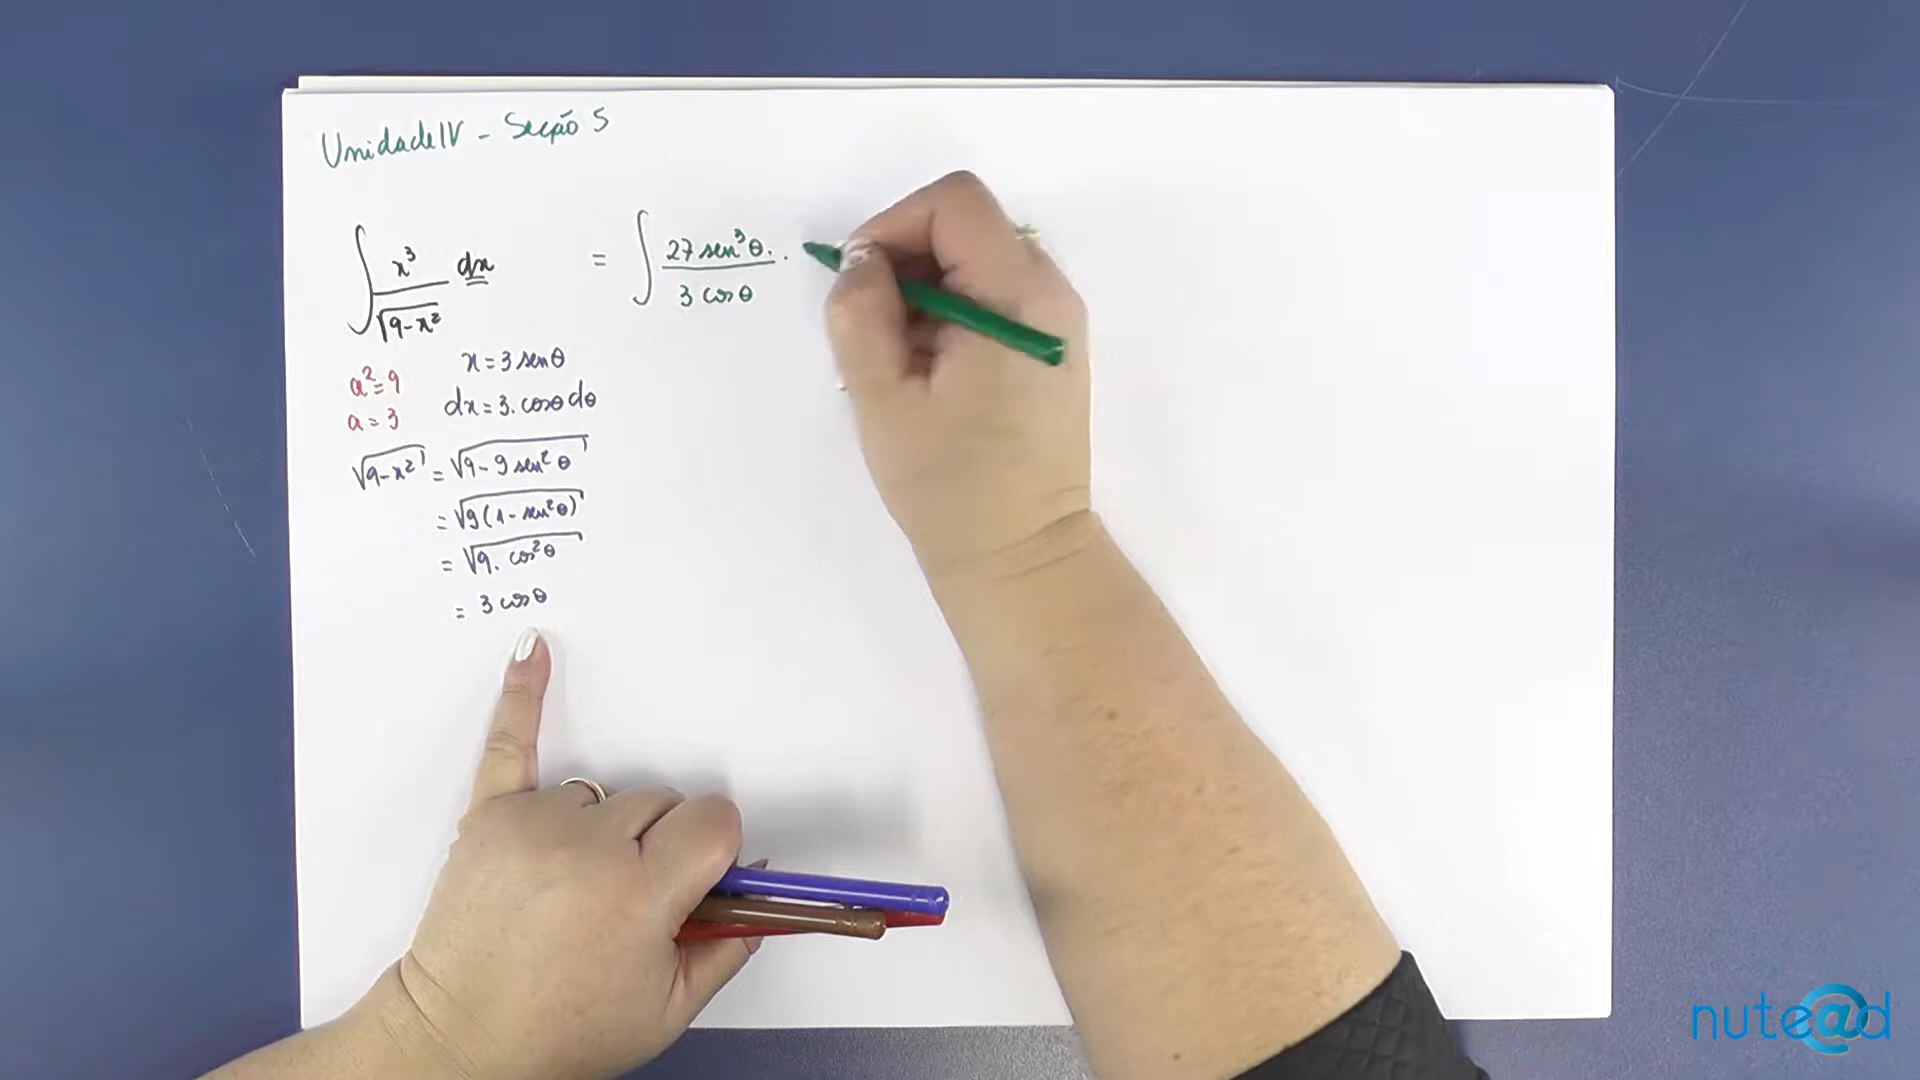 Unidade IV - Seção 5
∫ x³/√(9-x²) dx = ∫ 27 sen³θ. / 3 cosθ .
a²=9
x = 3 senθ
a = 3
dx = 3. cosθ dθ
√(9-x²) = √(9 - 9 sen²θ)
= √(9(1 - sen²θ))
= √(9. cos²θ)
= 3 cosθ
nute@d